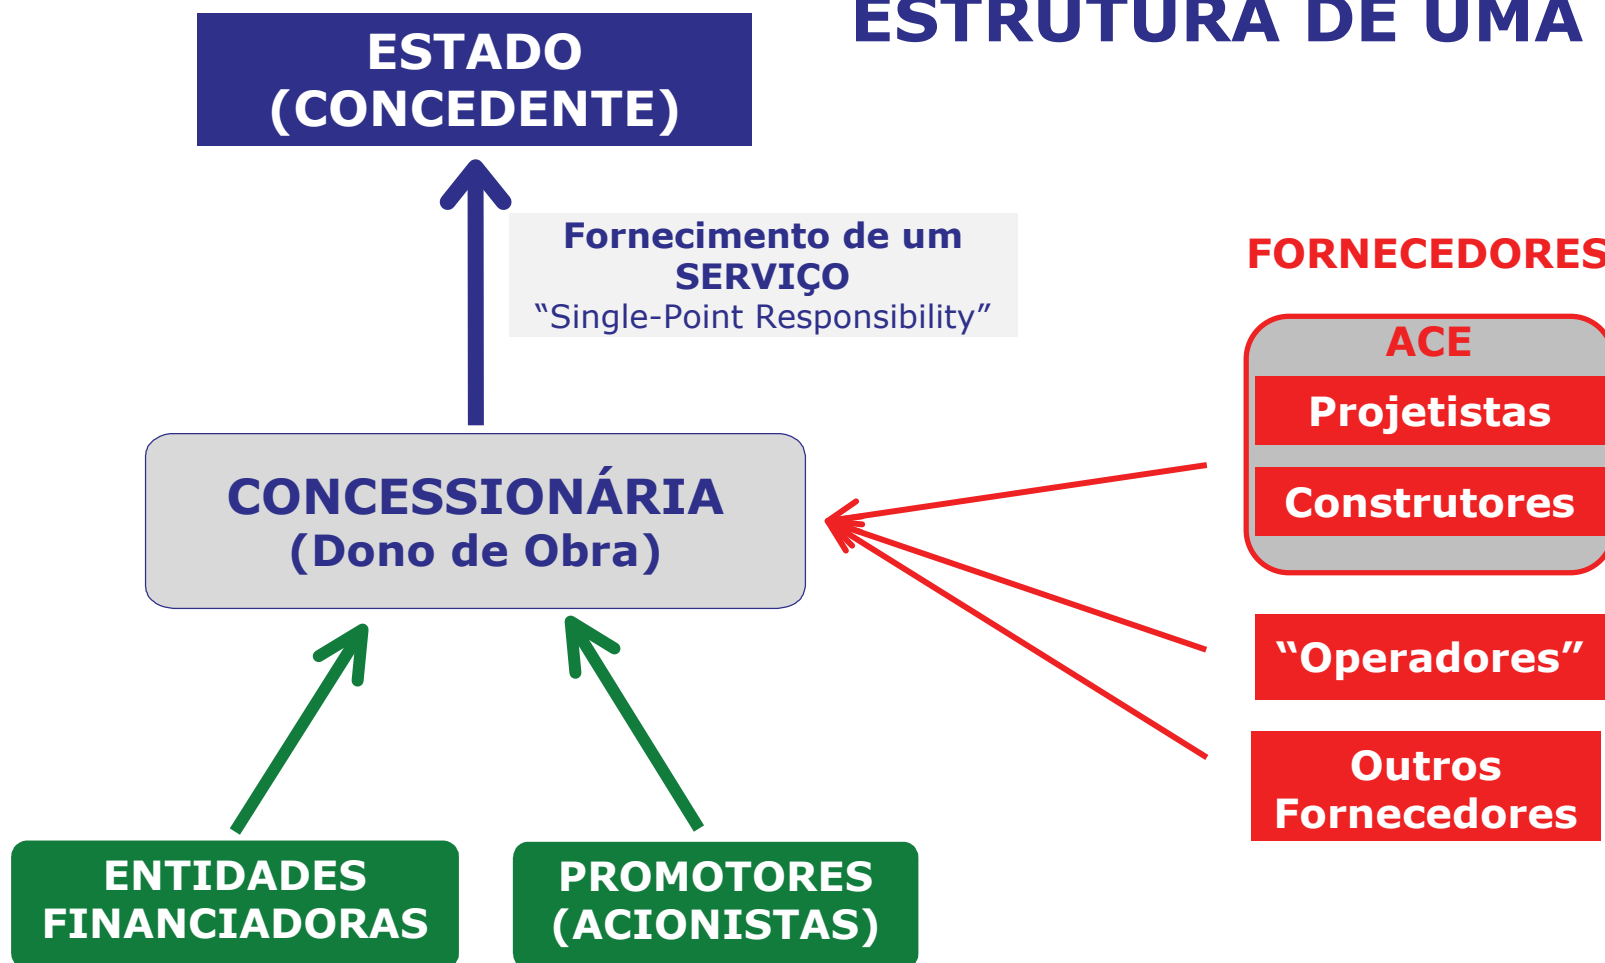 ESTRUTURA DE UMA
ESTADO
(CONCEDENTE)
Fornecimento de um
SERVIÇO
“Single-Point Responsibility”
FORNECEDORES
ACE
Projetistas
Construtores
CONCESSIONÁRIA
(Dono de Obra)
“Operadores”
Outros
Fornecedores
ENTIDADES
FINANCIADORAS
PROMOTORES
(ACIONISTAS)